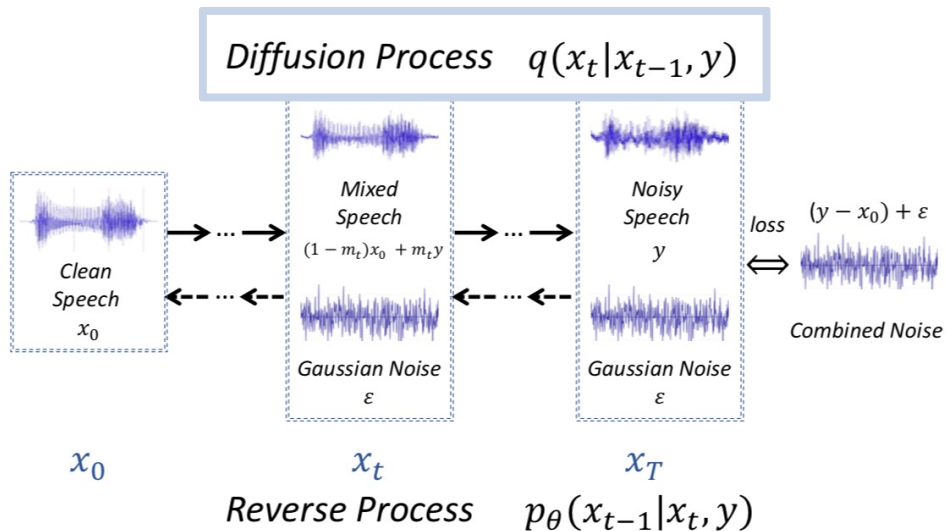 Diffusion Process q(x_t|x_{t-1}, y)
Clean
Speech
x_0
...
...
Mixed
Speech
(1 − m_t)x_0 + m_t y
Gaussian Noise
ε
...
...
Noisy
Speech
y
Gaussian Noise
ε
loss
(y − x_0) + ε
Combined Noise
x_0
x_t
x_T
Reverse Process p_θ(x_{t-1}|x_t, y)